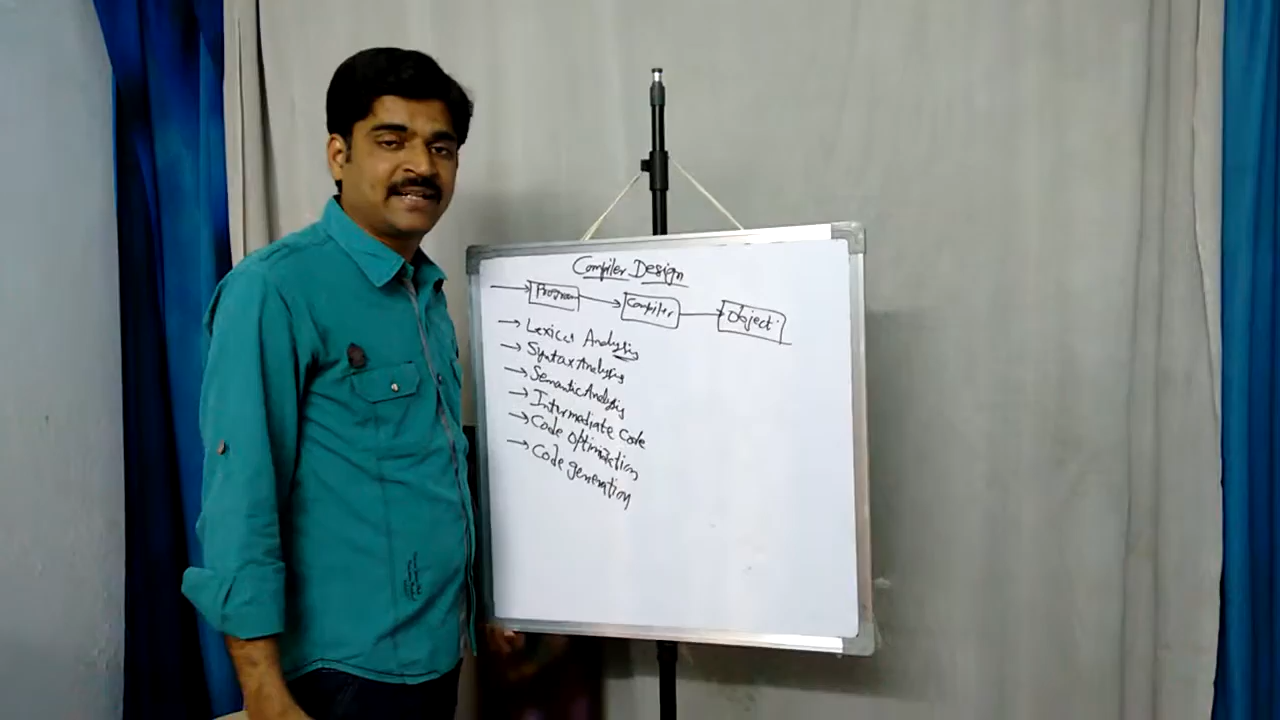 Compiler Design
Program Compiler Object
Lexical Analysis
Syntax Analysis
Semantic Analysis
Intermediate Code
Code Optimization
Code generation